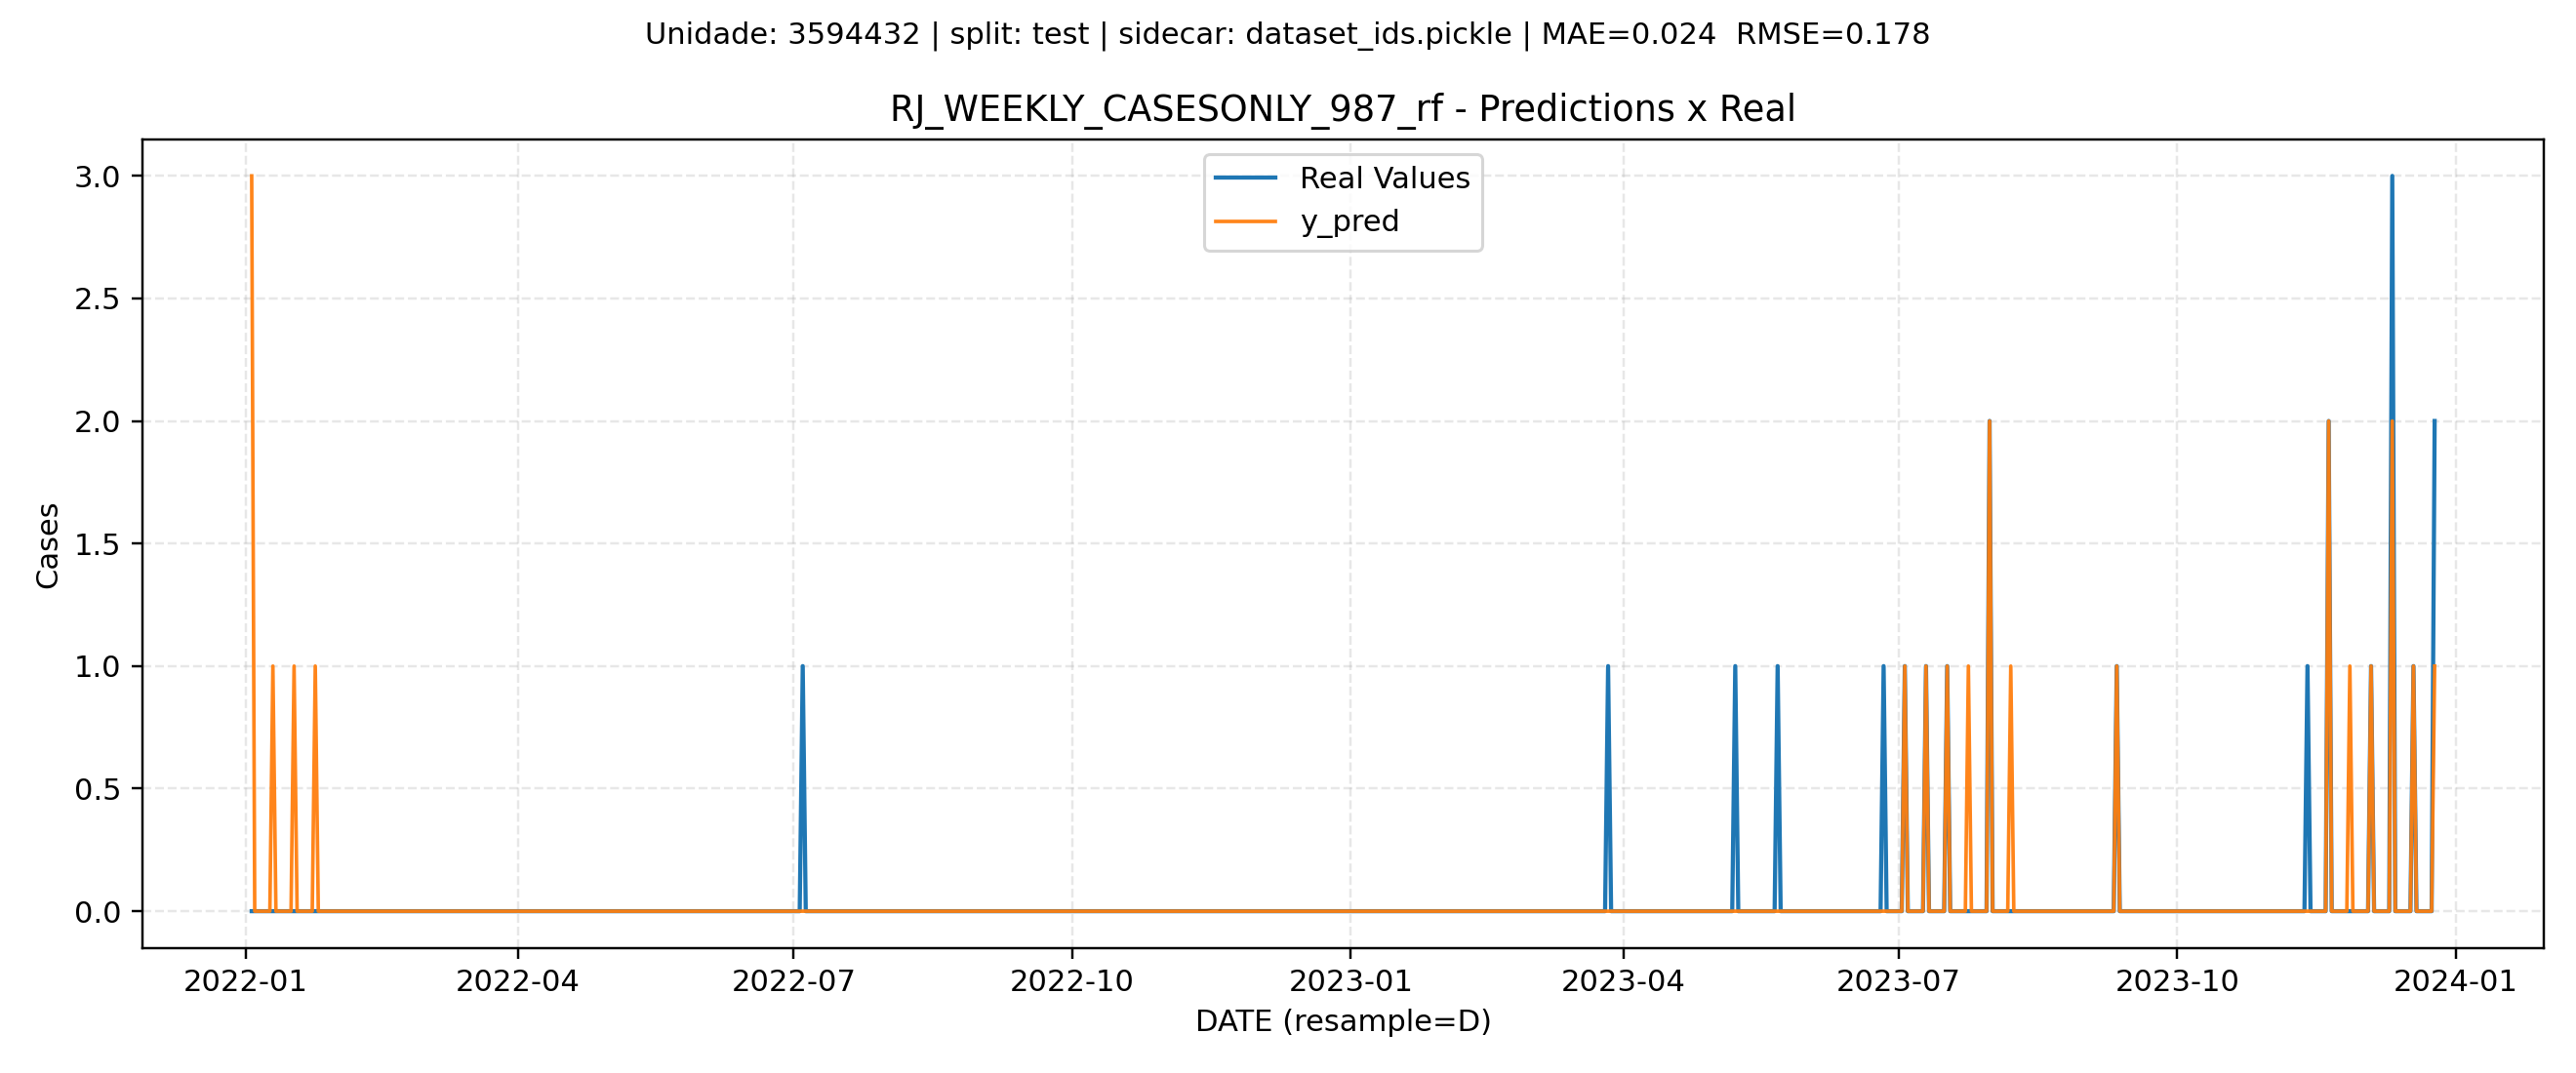 Unidade: 3594432 | split: test | sidecar: dataset_ids.pickle | MAE=0.024  RMSE=0.178
RJ_WEEKLY_CASESONLY_987_rf - Predictions x Real
Real Values
y_pred
Cases
3.0
2.5
2.0
1.5
1.0
0.5
0.0
2022-01
2022-04
2022-07
2022-10
2023-01
2023-04
2023-07
2023-10
2024-01
DATE (resample=D)